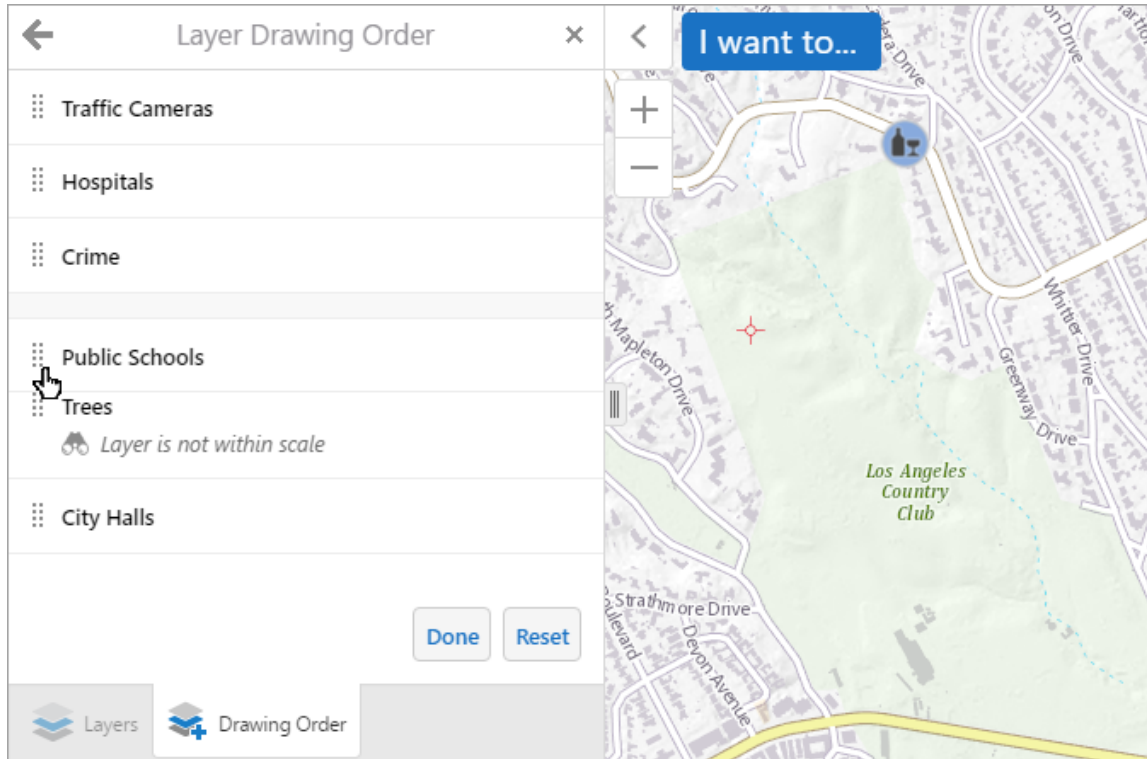 Layer Drawing Order
Traffic Cameras
Hospitals
Crime
Public Schools
Trees
Layer is not within scale
City Halls
Done
Reset
Layers
Drawing Order
I want to...
Drive
Whittier Drive
Mapleton Drive
Greenway Drive
Los Angeles
Country
Club
Strathmore Drive
Devon Avenue